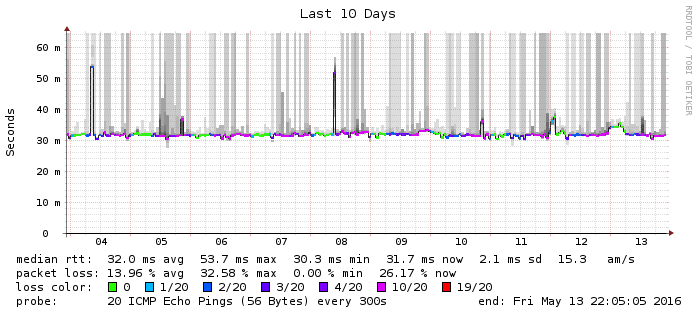 Last 10 Days
RRDTOOL / TOBI OETIKER
Seconds
60 m
50 m
40 m
30 m
20 m
10 m
0
04 05 06 07 08 09 10 11 12 13
median rtt: 32.0 ms avg 53.7 ms max 30.3 ms min 31.7 ms now 2.1 ms sd 15.3 am/s
packet loss: 13.96 % avg 32.58 % max 0.00 % min 26.17 % now
loss color: 0 1/20 2/20 3/20 4/20 10/20 19/20
probe: 20 ICMP Echo Pings (56 Bytes) every 300s end: Fri May 13 22:05:05 2016